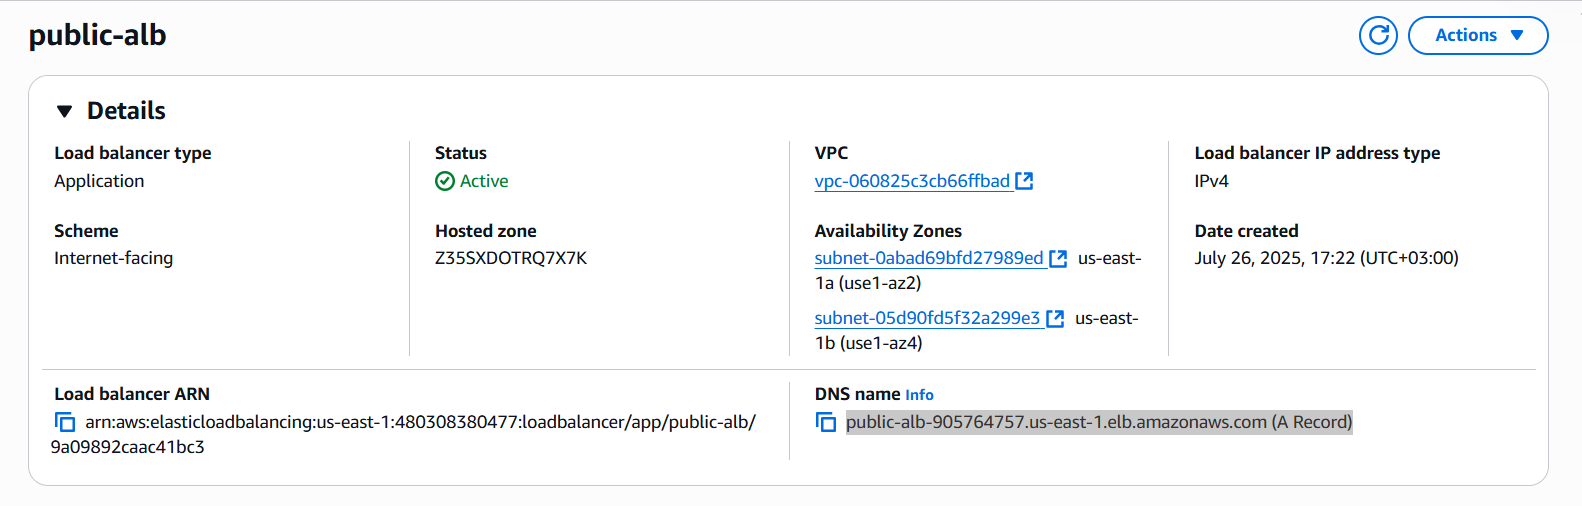 public-alb
Actions
Details
Load balancer type
Application
Status
Active
VPC
vpc-060825c3cb66ffbad
Load balancer IP address type
IPv4
Scheme
Internet-facing
Hosted zone
Z35SXDOTRQ7X7K
Availability Zones
subnet-0abad69bfd27989ed us-east-
1a (use1-az2)
subnet-05d90fd5f32a299e3 us-east-
1b (use1-az4)
Date created
July 26, 2025, 17:22 (UTC+03:00)
Load balancer ARN
arn:aws:elasticloadbalancing:us-east-1:480308380477:loadbalancer/app/public-alb/
9a09892caac41bc3
DNS name Info
public-alb-905764757.us-east-1.elb.amazonaws.com (A Record)